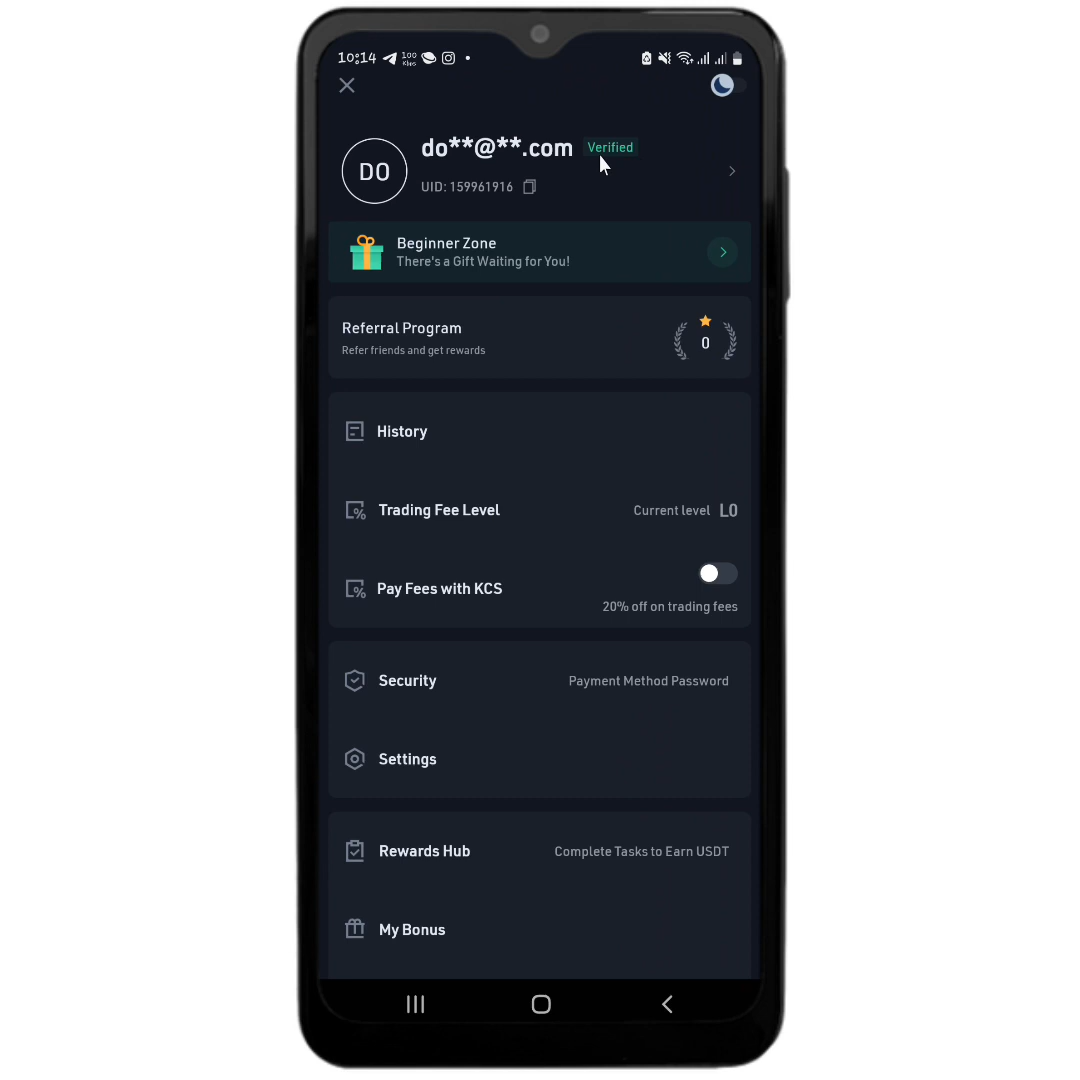 10:14
100
Kbps
do**@**.com Verified
DO
UID: 159961916
Beginner Zone
There's a Gift Waiting for You!
Referral Program
Refer friends and get rewards
0
History
Trading Fee Level Current level L0
Pay Fees with KCS
20% off on trading fees
Security Payment Method Password
Settings
Rewards Hub Complete Tasks to Earn USDT
My Bonus